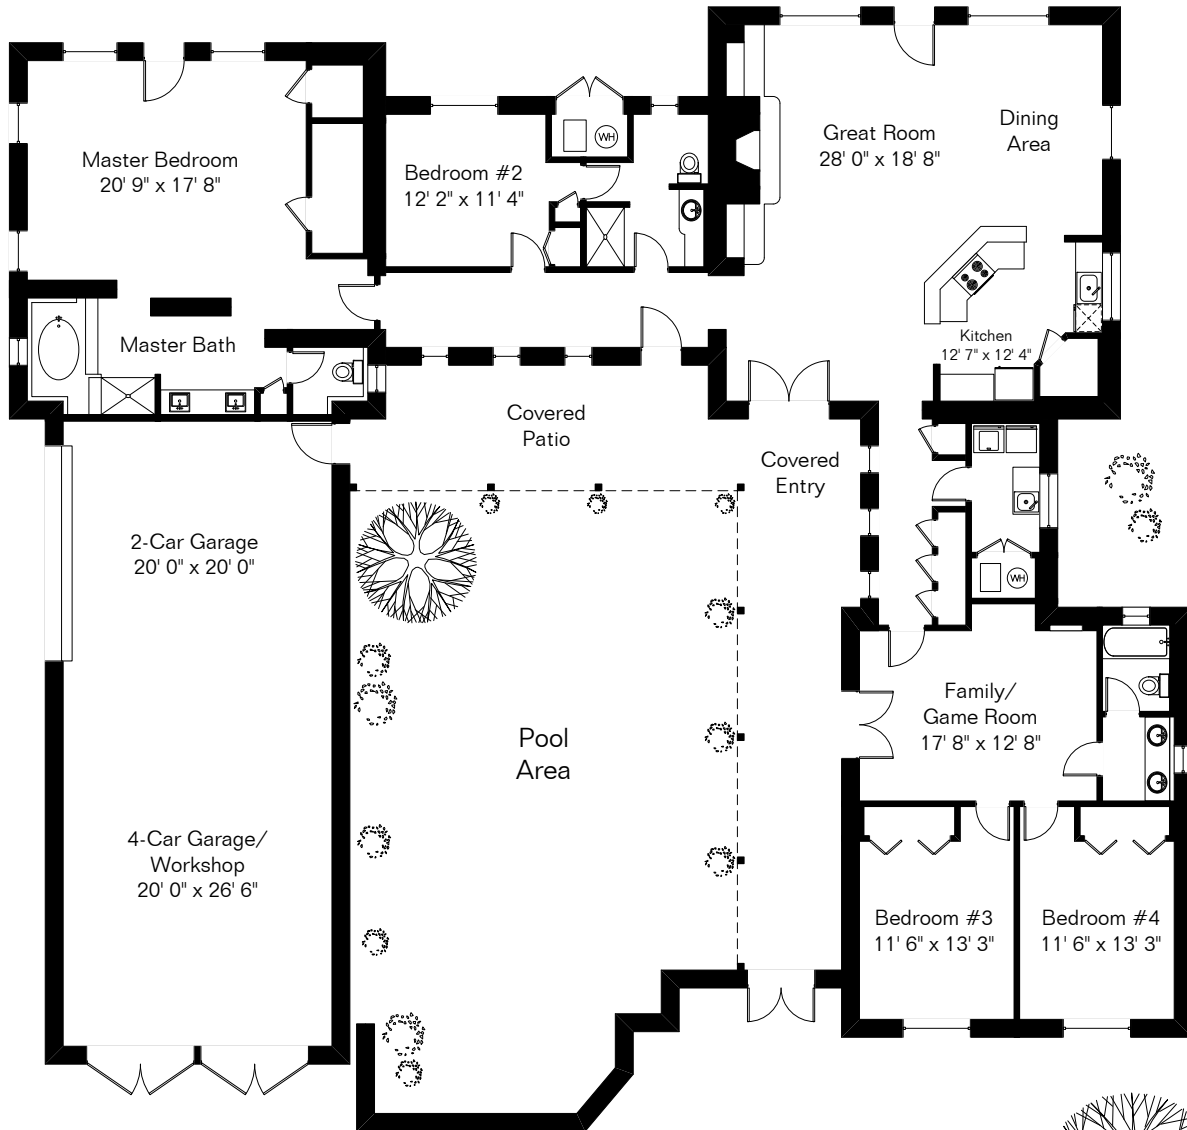 Master Bedroom
20' 9" x 17' 8"
Bedroom #2
12' 2" x 11' 4"
WH
Great Room
28' 0" x 18' 8"
Dining
Area
Master Bath
Kitchen
12' 7" x 12' 4"
Covered
Patio
Covered
Entry
2-Car Garage
20' 0" x 20' 0"
WH
Family/
Game Room
17' 8" x 12' 8"
Pool
Area
4-Car Garage/
Workshop
20' 0" x 26' 6"
Bedroom #3
11' 6" x 13' 3"
Bedroom #4
11' 6" x 13' 3"